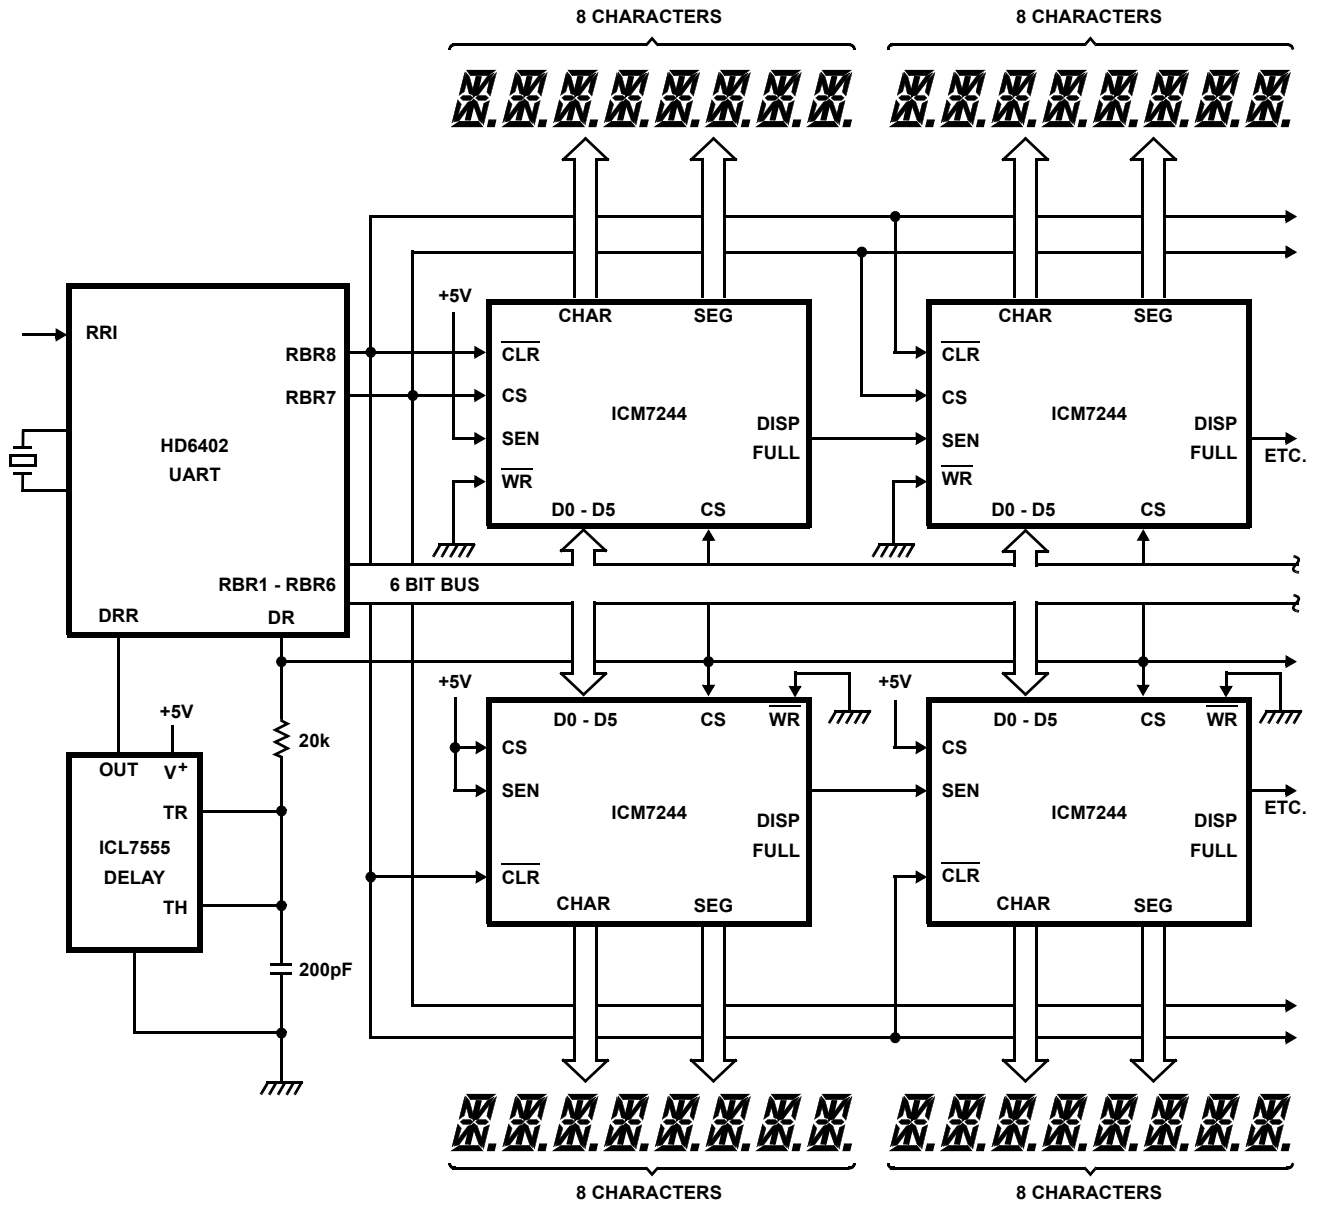 8 CHARACTERS
8 CHARACTERS
RRI
RBR8
RBR7
HD6402
UART
RBR1 - RBR6
DRR
DR
6 BIT BUS
+5V
CHAR
SEG
CLR
CS
ICM7244
SEN
WR
DISP
FULL
D0 - D5
CS
CHAR
SEG
CLR
CS
ICM7244
SEN
WR
DISP
FULL
D0 - D5
CS
ETC.
+5V
20k
OUT
V+
TR
ICL7555
DELAY
TH
200pF
+5V
D0 - D5
CS
WR
CS
SEN
ICM7244
DISP
FULL
CLR
CHAR
SEG
+5V
D0 - D5
CS
WR
CS
SEN
ICM7244
DISP
FULL
CLR
CHAR
SEG
ETC.
8 CHARACTERS
8 CHARACTERS